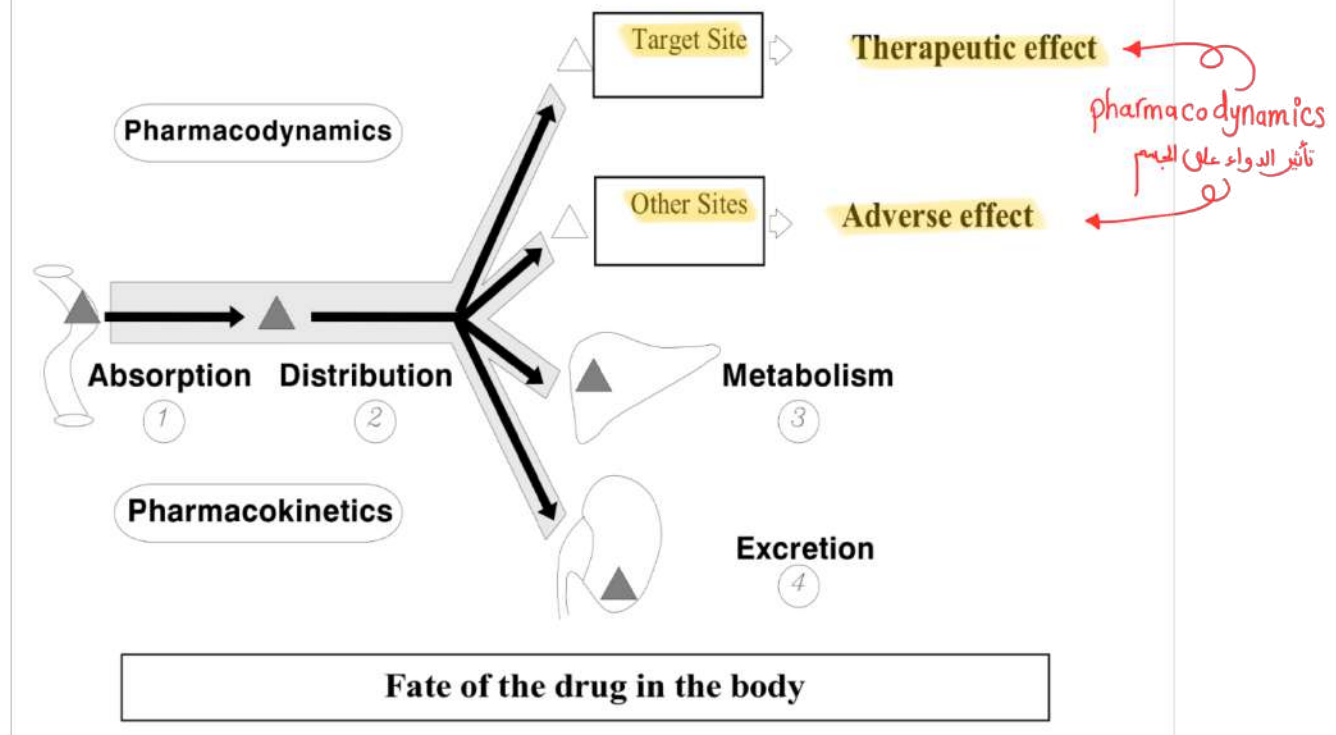 Target Site
Therapeutic effect
Pharmacodynamics
pharmacodynamics
تأثير الدواء على الجسم
Other Sites
Adverse effect
Absorption
Distribution
Metabolism
1
2
3
Pharmacokinetics
Excretion
4
Fate of the drug in the body